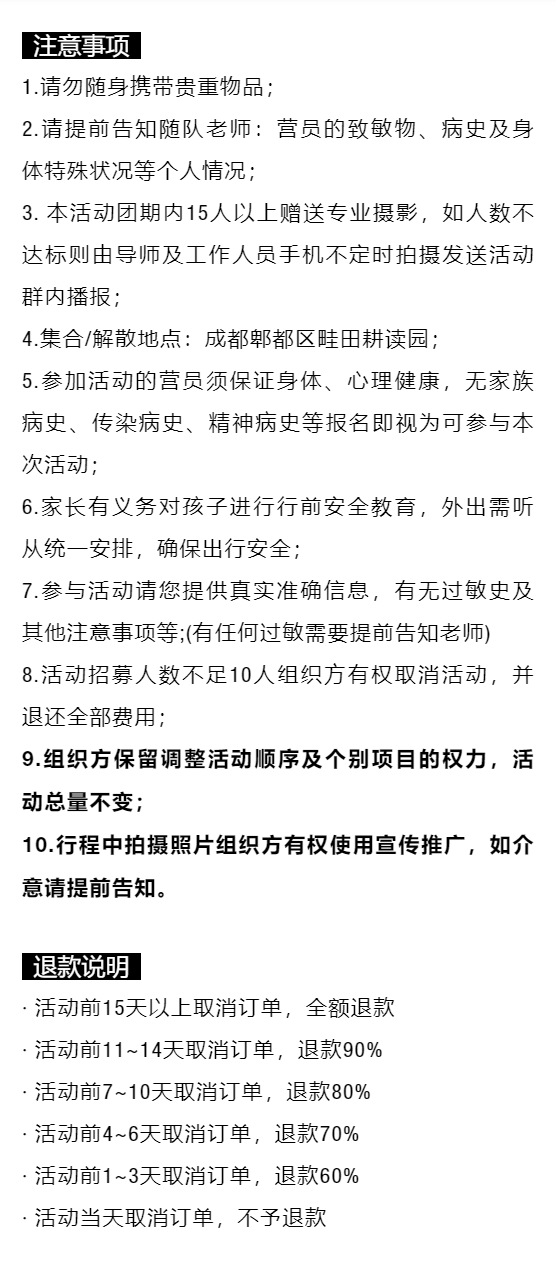 注意事项
1.请勿随身携带贵重物品；
2.请提前告知随队老师：营员的致敏物、病史及身
体特殊状况等个人情况；
3. 本活动团期内15人以上赠送专业摄影，如人数不
达标则由导师及工作人员手机不定时拍摄发送活动
群内播报；
4.集合/解散地点：成都郫都区畦田耕读园；
5.参加活动的营员须保证身体、心理健康，无家族
病史、传染病史、精神病史等报名即视为可参与本
次活动；
6.家长有义务对孩子进行行前安全教育，外出需听
从统一安排，确保出行安全；
7.参与活动请您提供真实准确信息，有无过敏史及
其他注意事项等;(有任何过敏需要提前告知老师)
8.活动招募人数不足10人组织方有权取消活动，并
退还全部费用；
9.组织方保留调整活动顺序及个别项目的权力，活
动总量不变；
10.行程中拍摄照片组织方有权使用宣传推广，如介
意请提前告知。
退款说明
· 活动前15天以上取消订单，全额退款
· 活动前11~14天取消订单，退款90%
· 活动前7~10天取消订单，退款80%
· 活动前4~6天取消订单，退款70%
· 活动前1~3天取消订单，退款60%
· 活动当天取消订单，不予退款